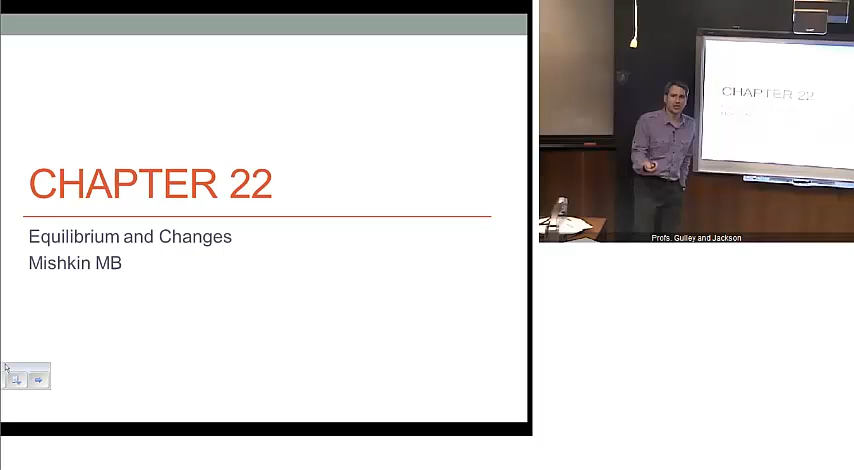 CHAPTER 22
Equilibrium and Changes
Mishkin MB
CHAPTER 22
Profs. Gulley and Jackson